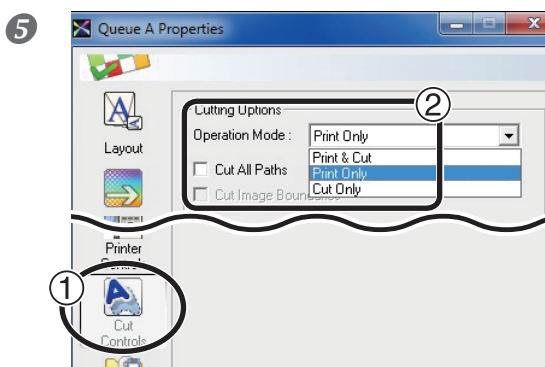 5
Queue A Properties
Layout
Cutting Options
2
Operation Mode : Print Only
Print & Cut
Print Only
Cut Only
Cut All Paths
Cut Image Boundaries
Printer
Controls
1
Cut
Controls